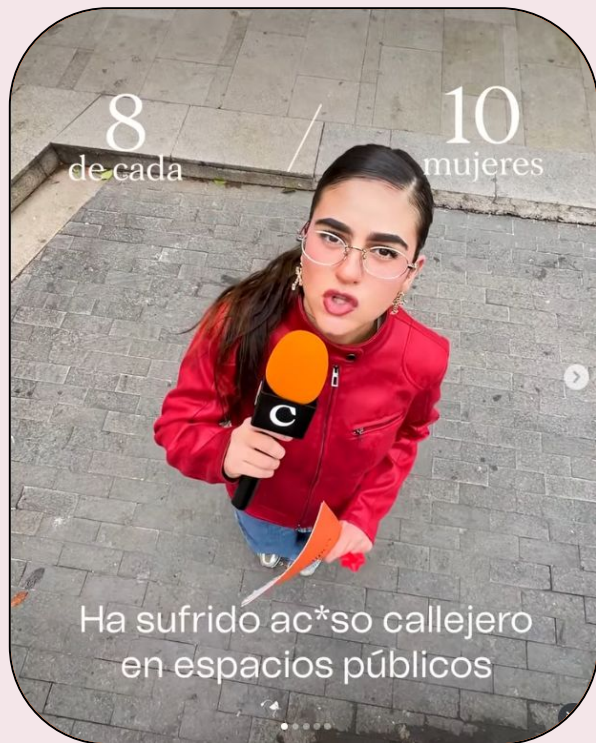 8 / 10
de cada mujeres
C
Ha sufrido ac*so callejero
en espacios públicos